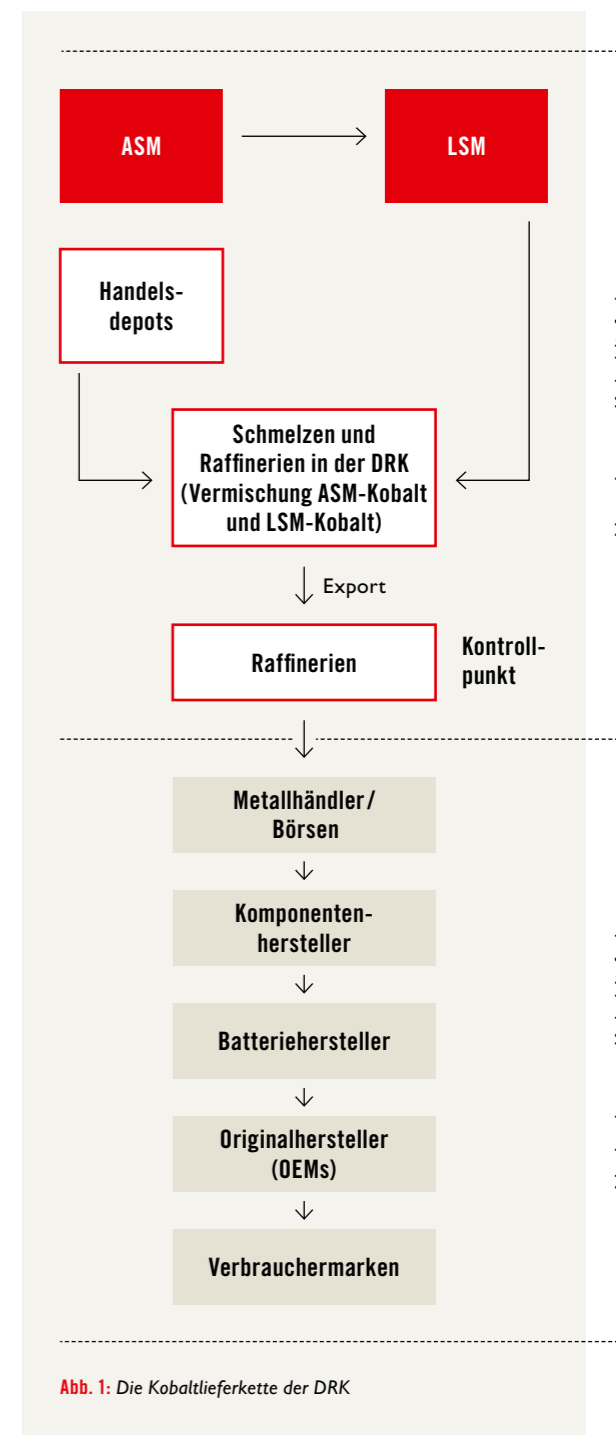 ASM
LSM
Handels-
depots
Schmelzen und
Raffinerien in der DRK
(Vermischung ASM-Kobalt
und LSM-Kobalt)
Export
Raffinerien
Kontroll-
punkt
Metallhändler/
Börsen
Komponenten-
hersteller
Batteriehersteller
Originalhersteller
(OEMs)
Verbrauchermarken
Abb. 1: Die Kobaltlieferkette der DRK